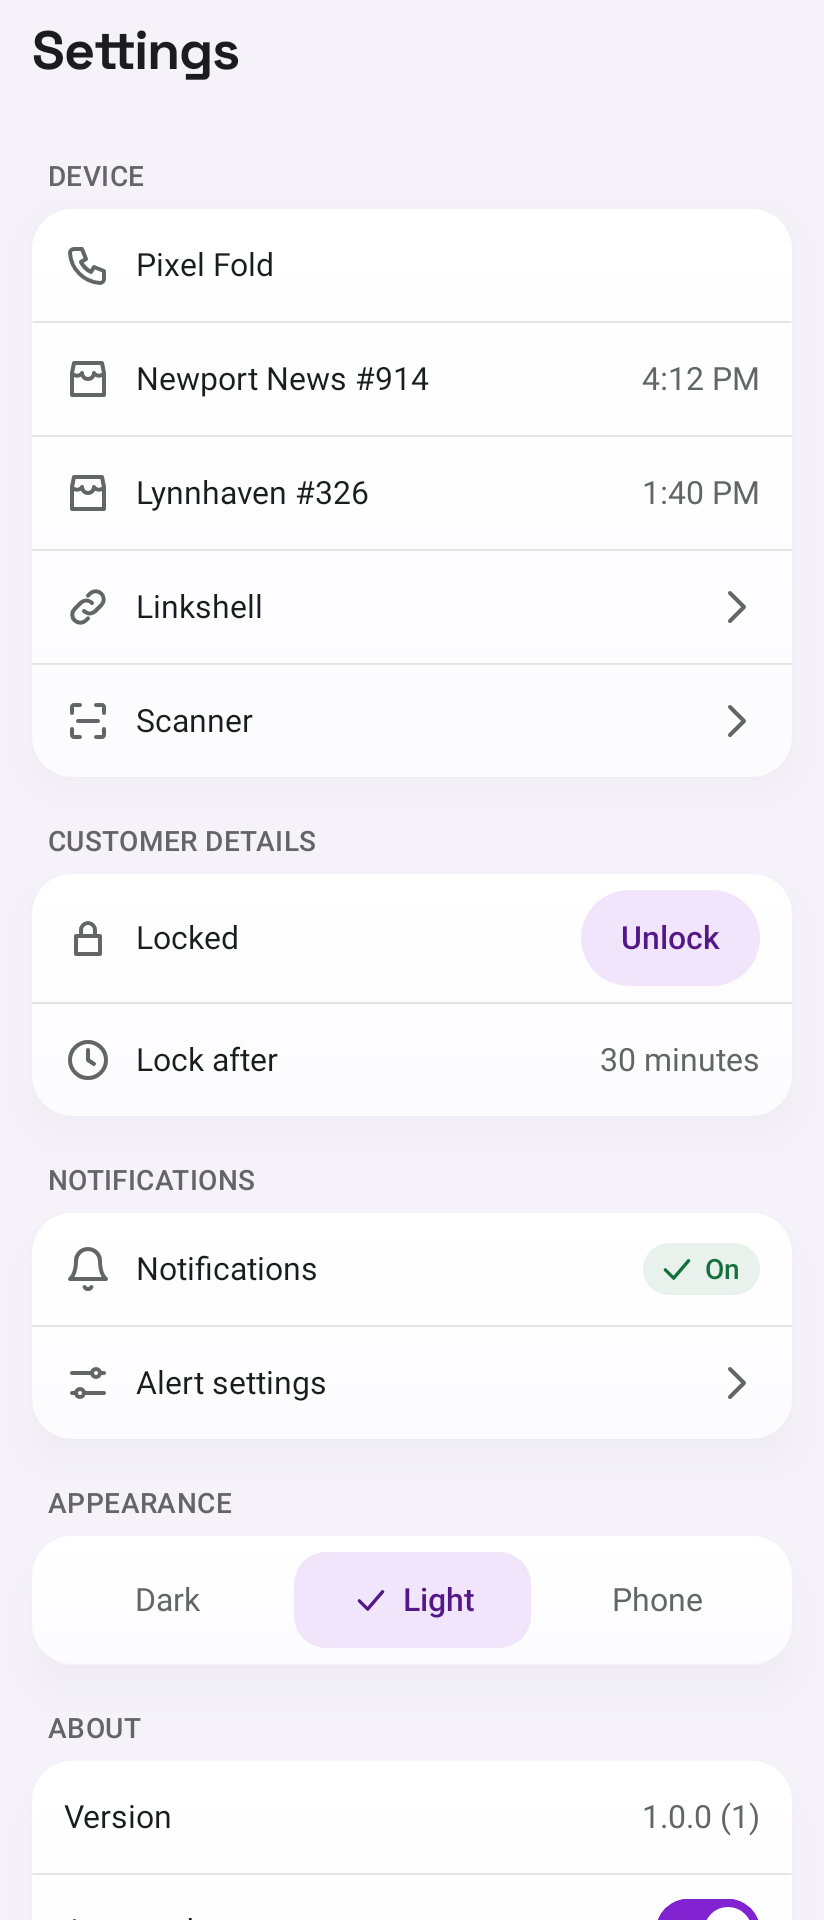 Settings
DEVICE
Pixel Fold
Newport News #914 4:12 PM
Lynnhaven #326 1:40 PM
Linkshell
Scanner
CUSTOMER DETAILS
Locked Unlock
Lock after 30 minutes
NOTIFICATIONS
Notifications On
Alert settings
APPEARANCE
Dark Light Phone
ABOUT
Version 1.0.0 (1)